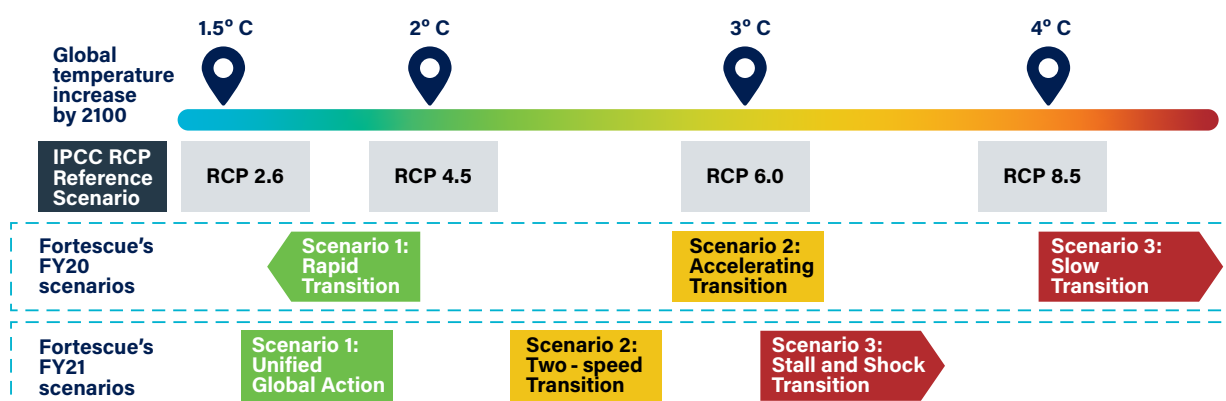 1.5° C
2° C
3° C
4° C
Global
temperature
increase
by 2100
IPCC RCP
Reference
Scenario
RCP 2.6
RCP 4.5
RCP 6.0
RCP 8.5
Fortescue's
FY20
scenarios
Scenario 1:
Rapid
Transition
Scenario 2:
Accelerating
Transition
Scenario 3:
Slow
Transition
Fortescue's
FY21
scenarios
Scenario 1:
Unified
Global Action
Scenario 2:
Two - speed
Transition
Scenario 3:
Stall and Shock
Transition